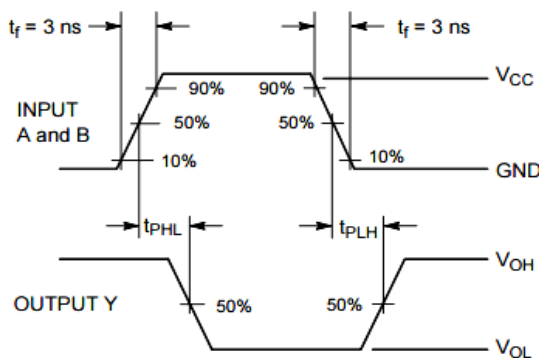 tf = 3 ns
tf = 3 ns
90%
90%
VCC
INPUT
A and B
50%
50%
10%
10%
GND
tPHL
tPLH
VOH
OUTPUT Y
50%
50%
VOL